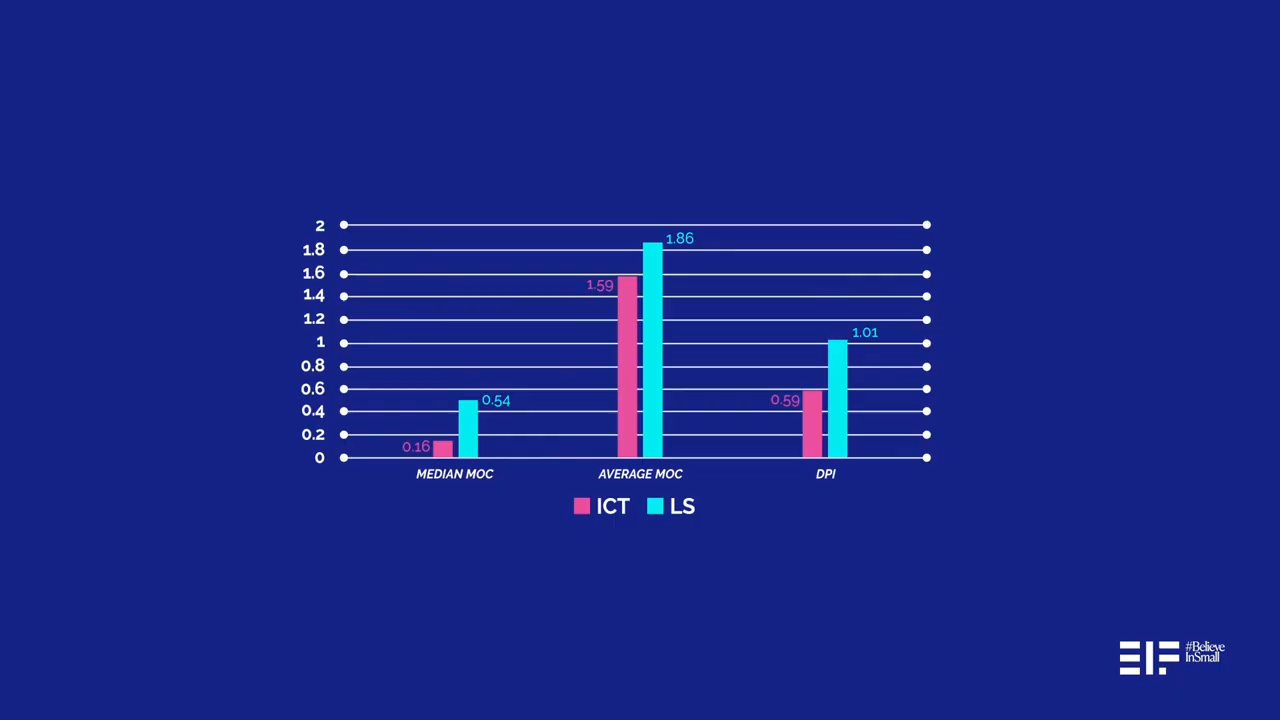 2
1.8
1.6
1.4
1.2
1
0.8
0.6
0.4
0.2
0
0.16
0.54
1.59
1.86
0.59
1.01
MEDIAN MOC
AVERAGE MOC
DPI
ICT
LS
EIF
#Believe
InSmall